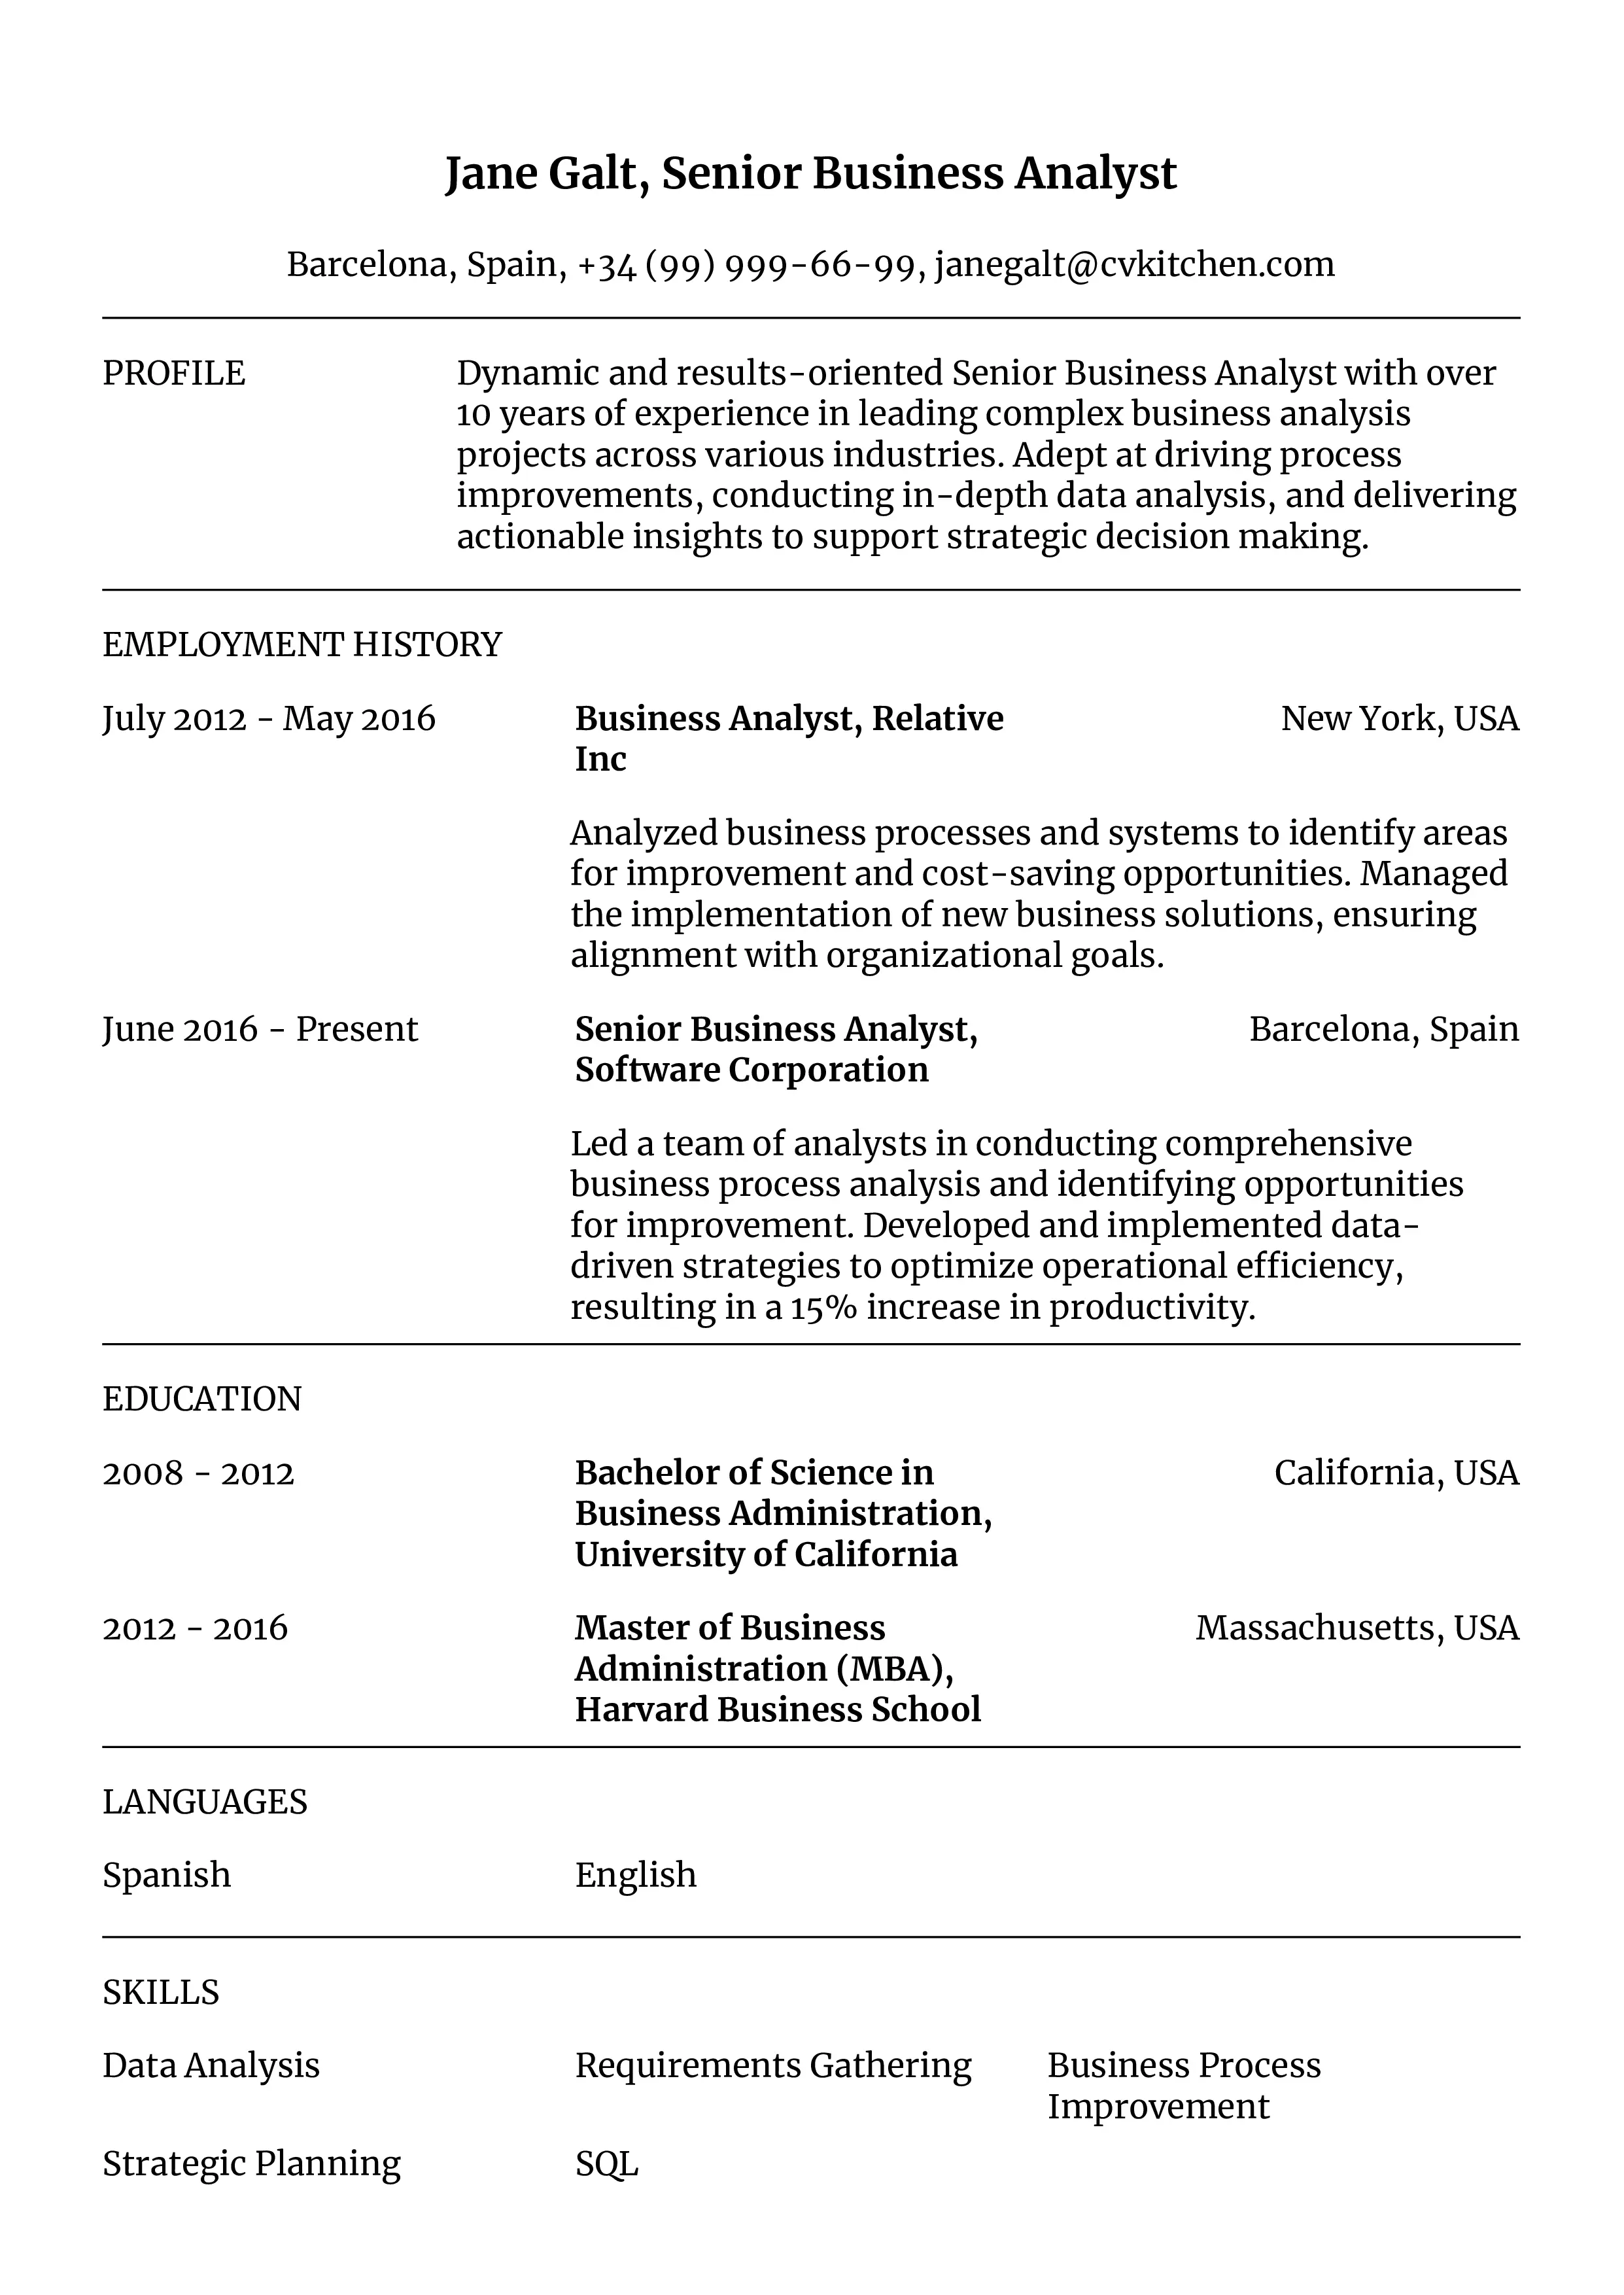 Jane Galt, Senior Business Analyst
Barcelona, Spain, +34 (99) 999-66-99, janegalt@cvkitchen.com
PROFILE
Dynamic and results-oriented Senior Business Analyst with over
10 years of experience in leading complex business analysis
projects across various industries. Adept at driving process
improvements, conducting in-depth data analysis, and delivering
actionable insights to support strategic decision making.
EMPLOYMENT HISTORY
July 2012 - May 2016
Business Analyst, Relative
Inc
New York, USA
Analyzed business processes and systems to identify areas
for improvement and cost-saving opportunities. Managed
the implementation of new business solutions, ensuring
alignment with organizational goals.
June 2016 - Present
Senior Business Analyst,
Software Corporation
Barcelona, Spain
Led a team of analysts in conducting comprehensive
business process analysis and identifying opportunities
for improvement. Developed and implemented data-
driven strategies to optimize operational efficiency,
resulting in a 15% increase in productivity.
EDUCATION
2008 - 2012
Bachelor of Science in
Business Administration,
University of California
California, USA
2012 - 2016
Master of Business
Administration (MBA),
Harvard Business School
Massachusetts, USA
LANGUAGES
Spanish
English
SKILLS
Data Analysis
Requirements Gathering
Business Process
Improvement
Strategic Planning
SQL